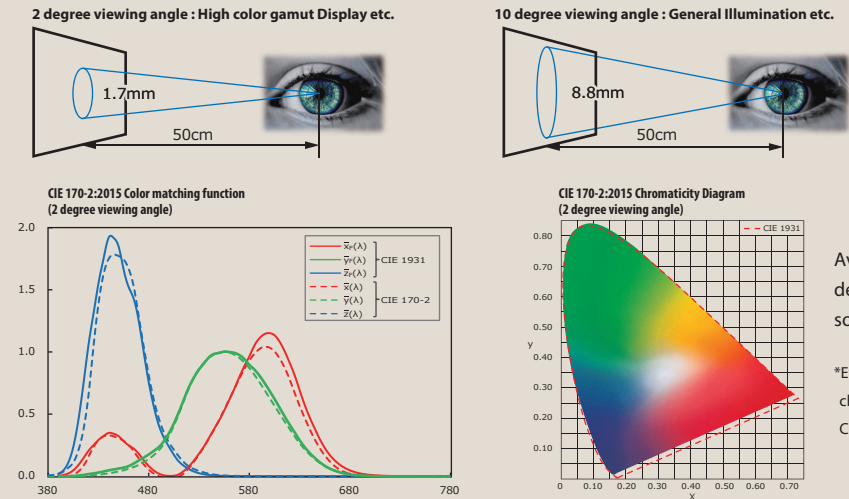 2 degree viewing angle : High color gamut Display etc.
1.7mm
50cm
10 degree viewing angle : General Illumination etc.
8.8mm
50cm
CIE 170-2:2015 Color matching function
(2 degree viewing angle)
2.0
1.5
1.0
0.5
0.0
380 480 580 680 780
x̅F(λ)
y̅F(λ) CIE 1931
z̅F(λ)
x̅(λ)
y̅(λ) CIE 170-2
z̅(λ)
CIE 170-2:2015 Chromaticity Diagram
(2 degree viewing angle)
CIE 1931
0.80
0.70
0.60
0.50
y
0.40
0.30
0.20
0.10
0 0.10 0.20 0.30 0.40 0.50 0.60 0.70
x
Av
de
so
*E
cl
C